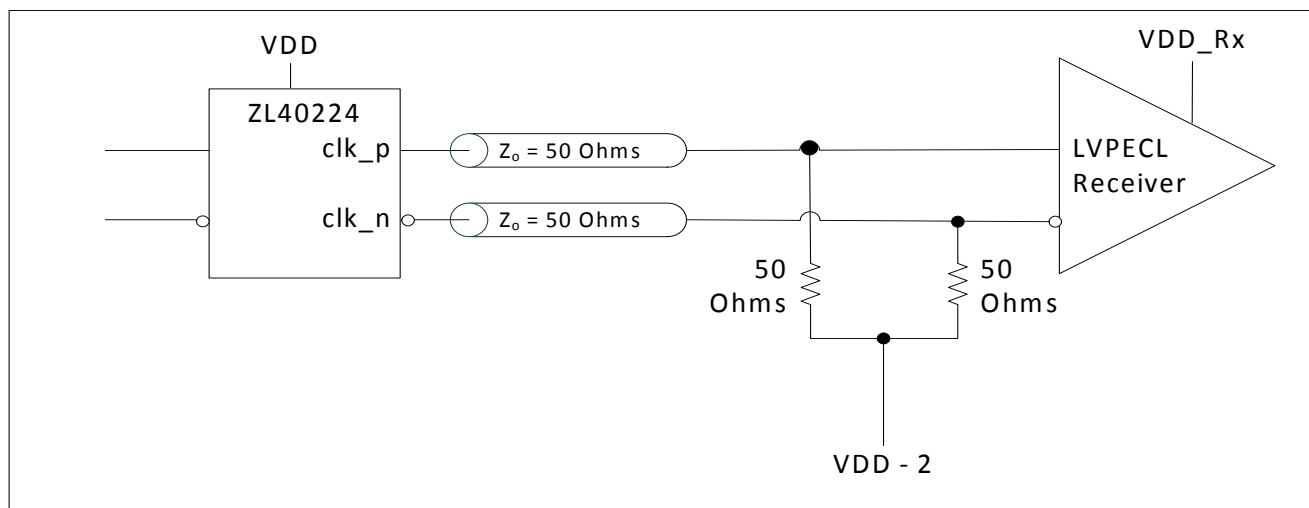 VDD
VDD_Rx
ZL40224
clk_p
Zo = 50 Ohms
LVPECL
Receiver
clk_n
Zo = 50 Ohms
50
Ohms
50
Ohms
VDD - 2